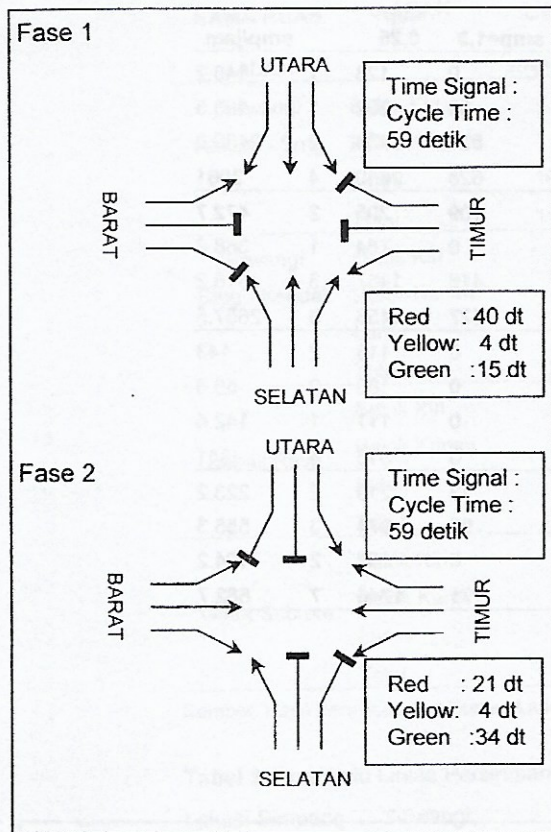 Fase 1
UTARA
Time Signal :
Cycle Time :
59 detik
BARAT
TIMUR
Red : 40 dt
Yellow: 4 dt
Green :15 dt
SELATAN
Fase 2
UTARA
Time Signal :
Cycle Time :
59 detik
BARAT
TIMUR
Red : 21 dt
Yellow: 4 dt
Green :34 dt
SELATAN